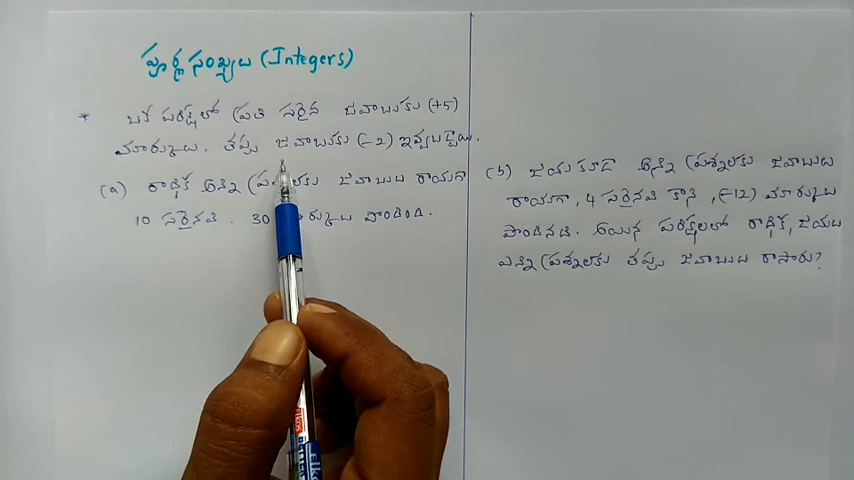 పూర్ణ సంఖ్యలు (Integers)
* ఒక పరీక్షలో ప్రతి సరైన జవాబుకు (+5)
మార్కులు. తప్పు జవాబుకు (-2) ఇవ్వబడ్డాయి.
(a) రాధిక అన్ని జవాబులు రాయగా
10 సరైనవి. 30 పొందింది.
(b) జయ కూడా అన్ని ప్రశ్నలకు జవాబులు
రాయగా, 4 సరైనవి కానీ, (-12) మార్కులు
పొందినది. అయిన పరీక్షలలో రాధిక, జయలు
ఎన్ని ప్రశ్నలకు తప్పు జవాబులు రాసారు?
elkos